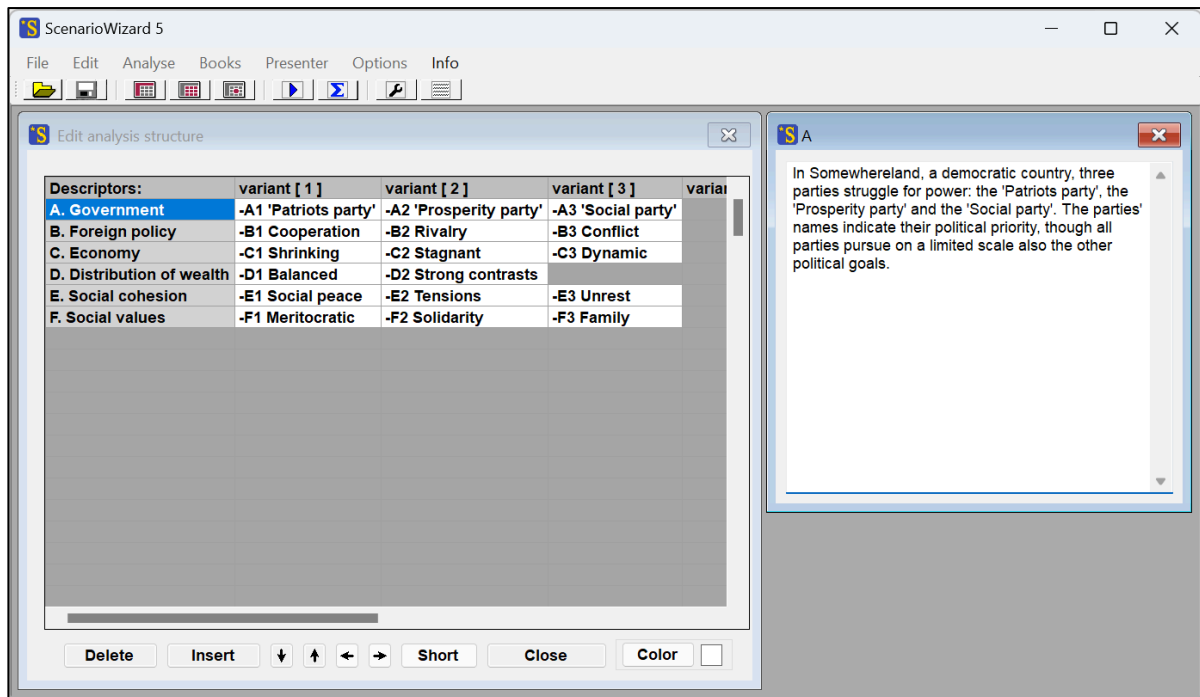 ScenarioWizard 5
File Edit Analyse Books Presenter Options Info
Edit analysis structure
Descriptors: variant [ 1 ] variant [ 2 ] variant [ 3 ] varian
A. Government -A1 'Patriots party' -A2 'Prosperity party' -A3 'Social party'
B. Foreign policy -B1 Cooperation -B2 Rivalry -B3 Conflict
C. Economy -C1 Shrinking -C2 Stagnant -C3 Dynamic
D. Distribution of wealth -D1 Balanced -D2 Strong contrasts
E. Social cohesion -E1 Social peace -E2 Tensions -E3 Unrest
F. Social values -F1 Meritocratic -F2 Solidarity -F3 Family
Delete Insert Short Close Color
A
In Somewhereland, a democratic country, three
parties struggle for power: the 'Patriots party', the
'Prosperity party' and the 'Social party'. The parties'
names indicate their political priority, though all
parties pursue on a limited scale also the other
political goals.